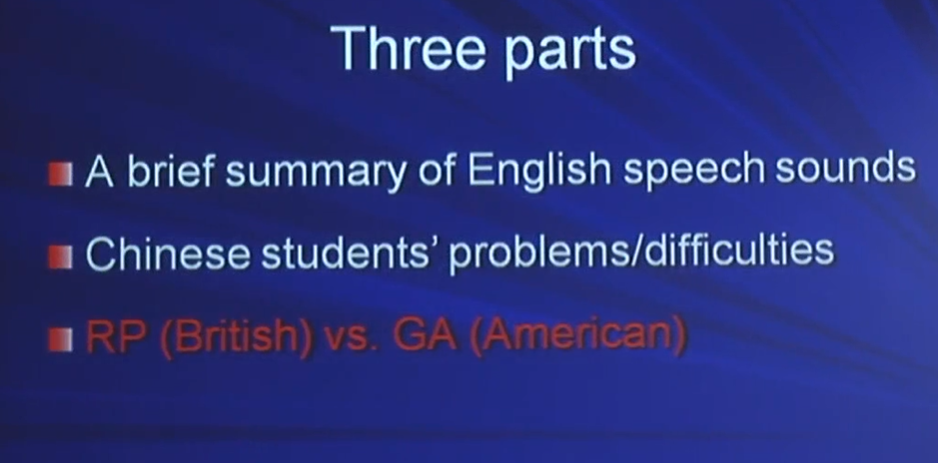 Three parts
A brief summary of English speech sounds
Chinese students' problems/difficulties
RP (British) vs. GA (American)